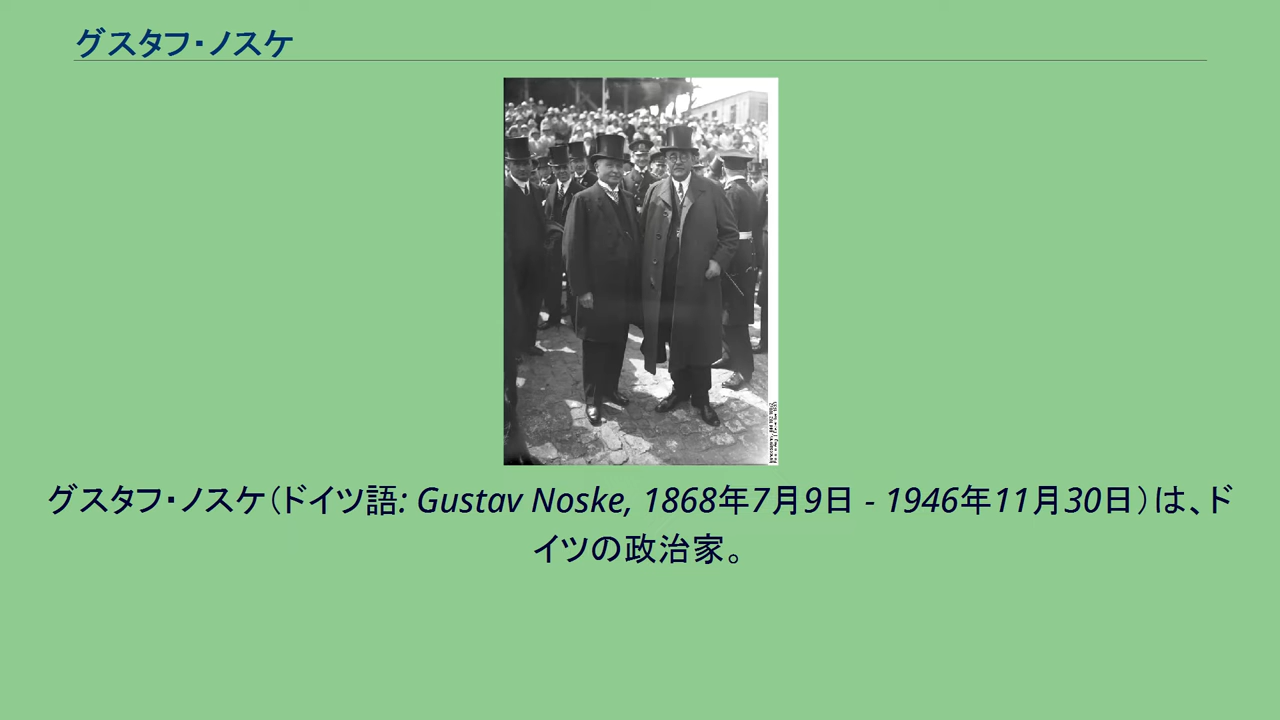 グスタフ・ノスケ
グスタフ・ノスケ（ドイツ語: Gustav Noske, 1868年7月9日 - 1946年11月30日）は、ド
イツの政治家。